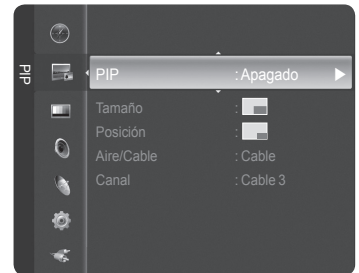 PIP
PIP : Apagado
Tamaño :
Posición :
Aire/Cable : Cable
Canal : Cable 3